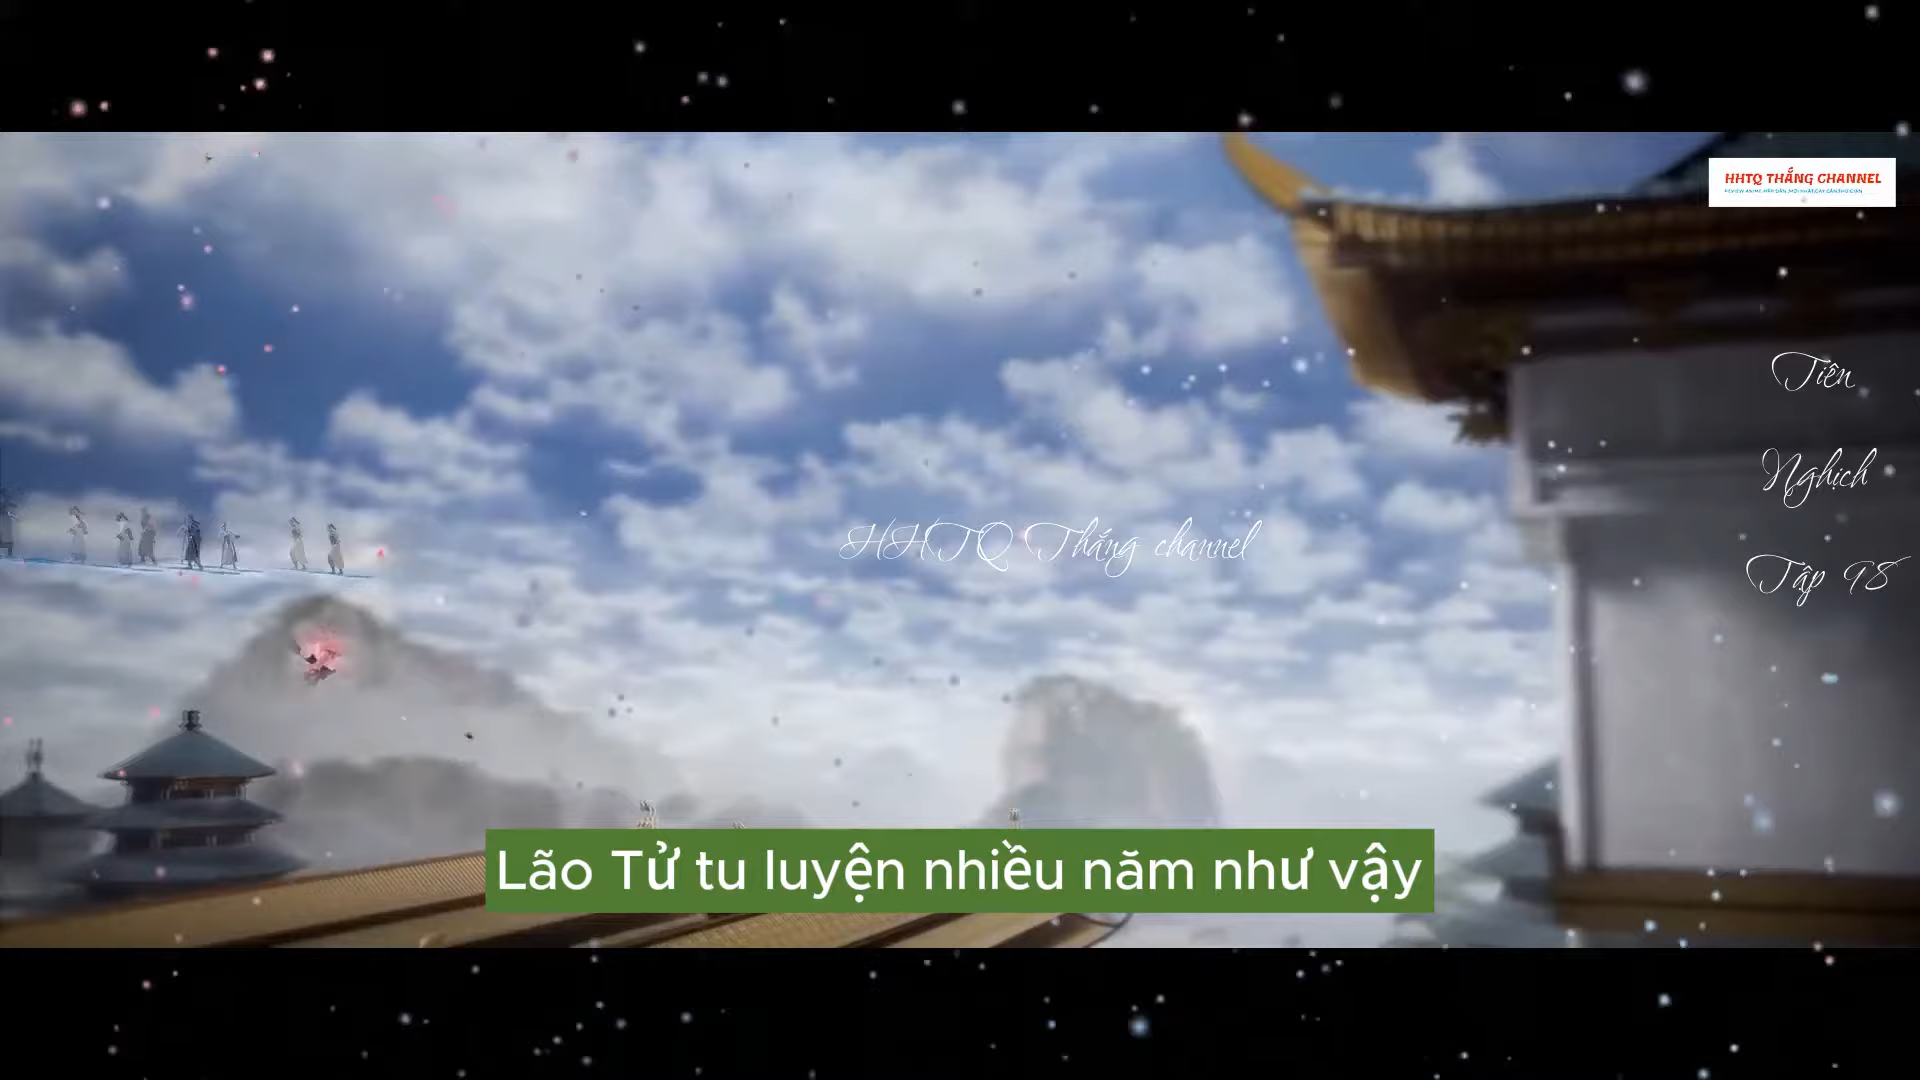 HHTQ THẮNG CHANNEL
Tiên
Nghịch
HHTQ Thắng channel
Tập 98
Lão Tử tu luyện nhiều năm như vậy